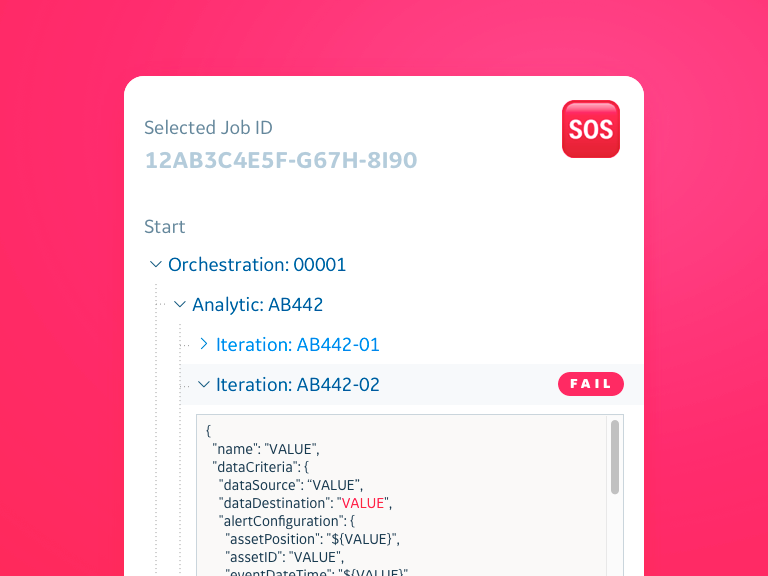 Selected Job ID
SOS
12AB3C4E5F-G67H-8I90
Start
Orchestration: 00001
Analytic: AB442
Iteration: AB442-01
Iteration: AB442-02
FAIL
{
"name": "VALUE",
"dataCriteria": {
"dataSource": “VALUE",
"dataDestination": "VALUE",
"alertConfiguration": {
"assetPosition": "${VALUE}",
"assetID": "VALUE",
"eventDateTime": "${VALUE}"